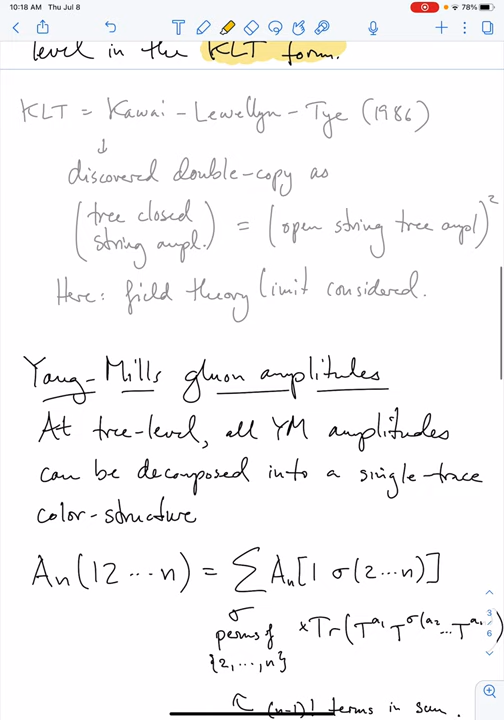 10:18 AM Thu Jul 8
78%
level in the KLT form.
KLT = Kawai - Lewellyn - Tye (1986)
↓
discovered double-copy as
(tree closed string ampl.) = (open string tree ampl)²
Here: field theory limit considered.
Yang-Mills gluon amplitudes
At tree-level, all YM amplitudes
can be decomposed into a single-trace
color-structure
An(12···n) = ∑ An[1 σ(2···n)]
σ
perms of
{2,...,n}
×Tr(T^a1 T^σ(a2 ... T^an)
(n-1)! terms in sum.
3
6